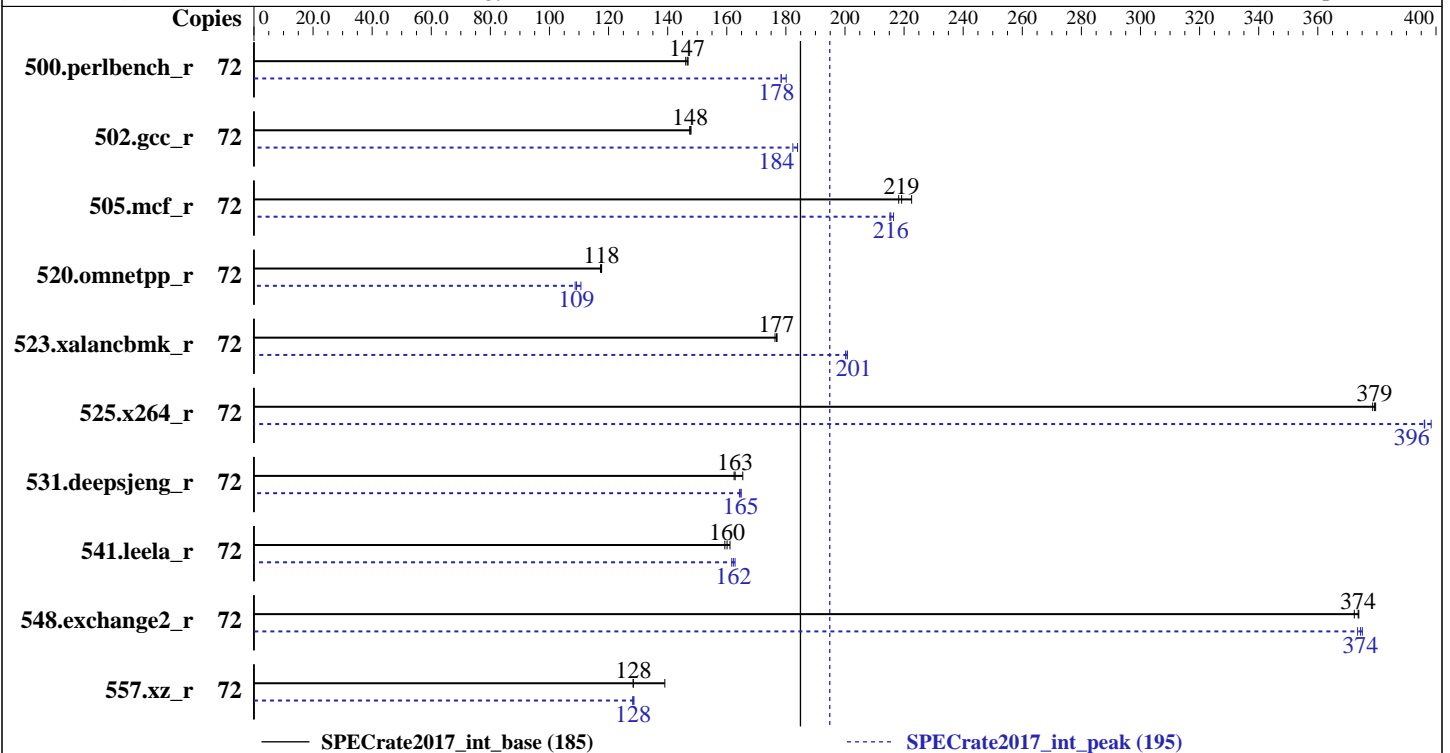 Copies 0 20.0 40.0 60.0 80.0 100 120 140 160 180 200 220 240 260 280 300 320 340 360 400
147
500.perlbench_r 72
178
148
502.gcc_r 72
184
219
505.mcf_r 72
216
118
520.omnetpp_r 72
109
177
523.xalancbmk_r 72
201
379
525.x264_r 72
396
163
531.deepsjeng_r 72
165
160
541.leela_r 72
162
374
548.exchange2_r 72
374
128
557.xz_r 72
128
SPECrate2017_int_base (185) SPECrate2017_int_peak (195)